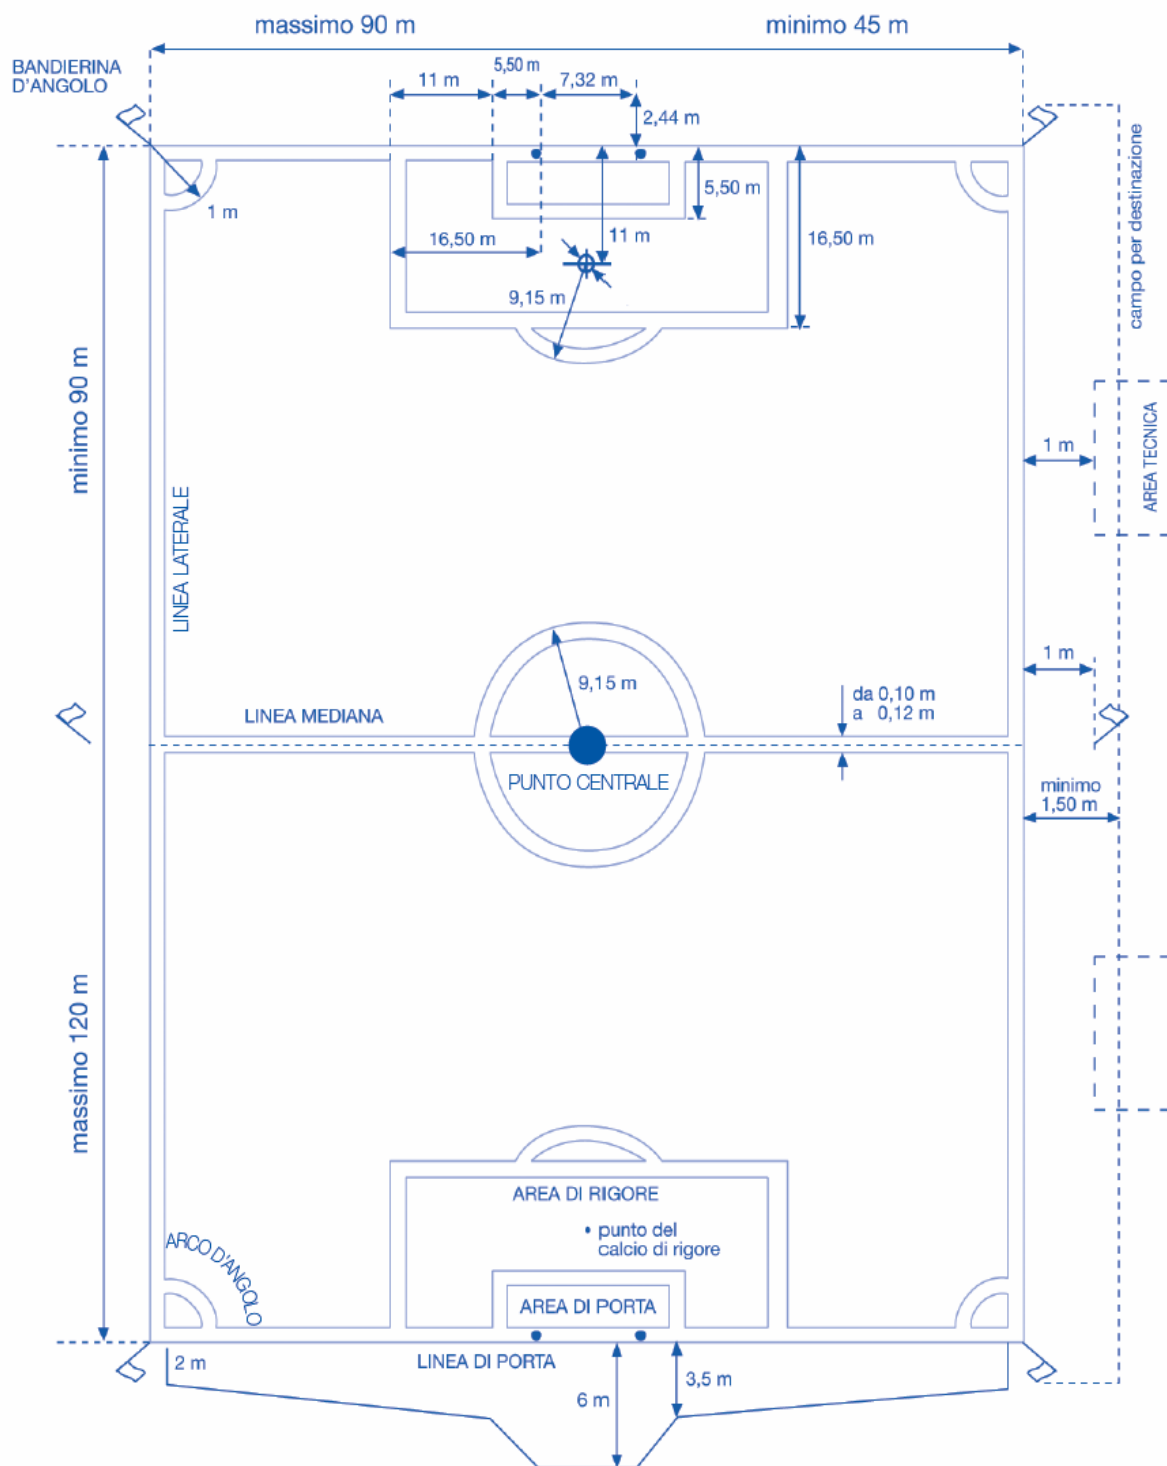 massimo 90 m
minimo 45 m
BANDIERINA
D'ANGOLO
11 m
5,50 m
7,32 m
2,44 m
1 m
5,50 m
16,50 m
11 m
16,50 m
9,15 m
campo per destinazione
minimo 90 m
AREA TECNICA
1 m
LINEA LATERALE
1 m
9,15 m
da 0,10 m
a 0,12 m
LINEA MEDIANA
PUNTO CENTRALE
minimo
1,50 m
massimo 120 m
AREA DI RIGORE
• punto del
calcio di rigore
ARCO D'ANGOLO
AREA DI PORTA
2 m
LINEA DI PORTA
3,5 m
6 m